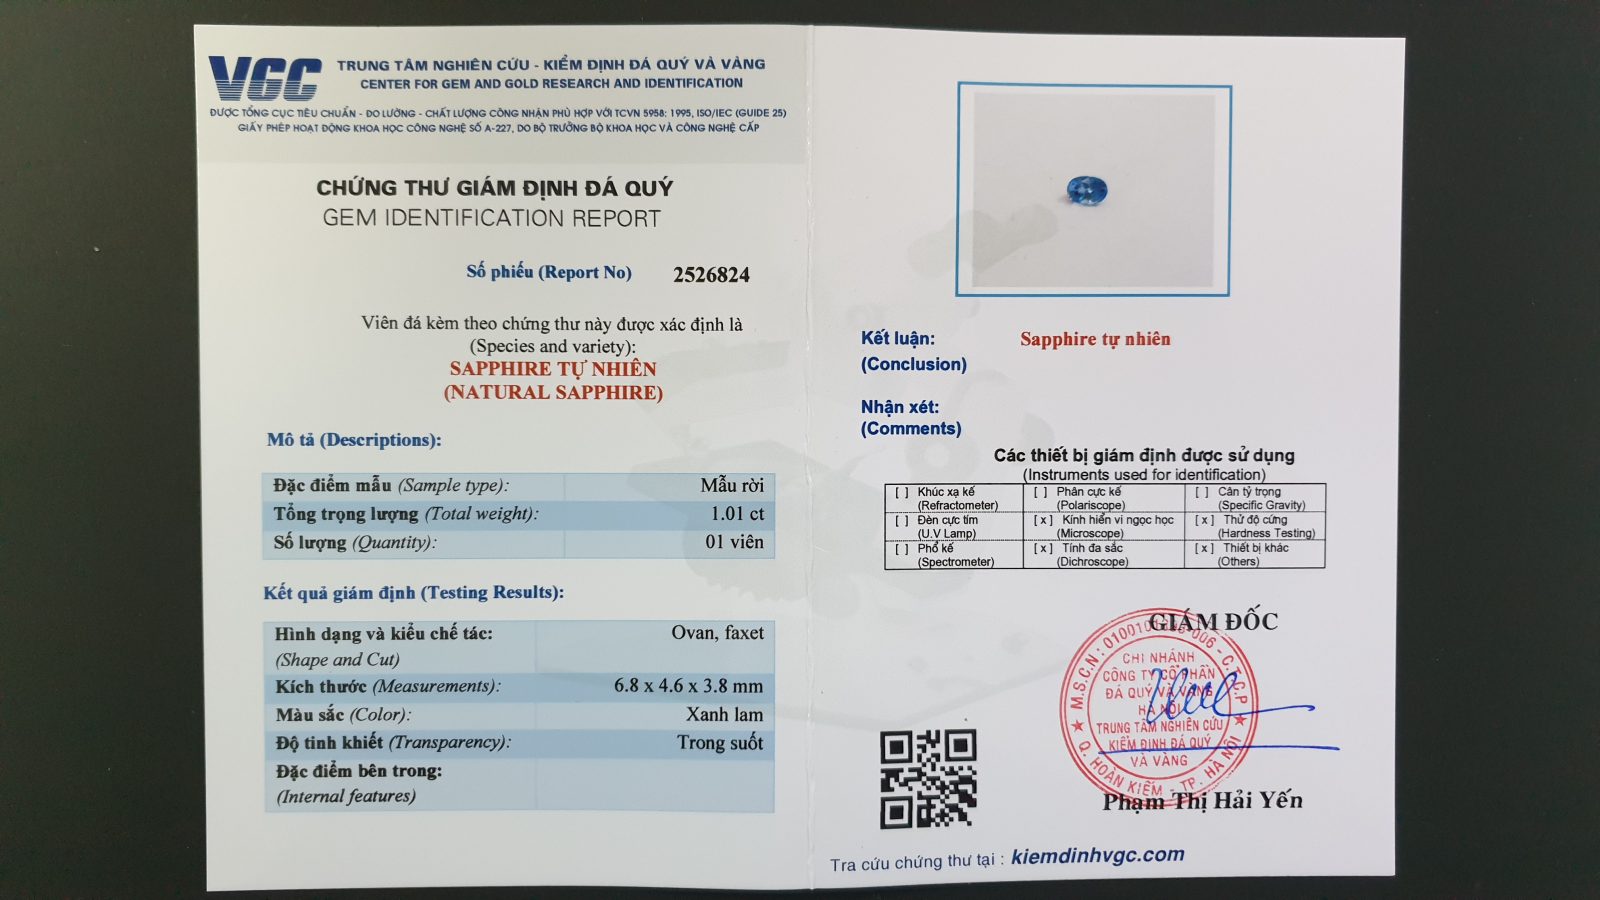 VGC
TRUNG TÂM NGHIÊN CỨU - KIỂM ĐỊNH ĐÁ QUÝ VÀ VÀNG
CENTER FOR GEM AND GOLD RESEARCH AND IDENTIFICATION
ĐƯỢC TỔNG CỤC TIÊU CHUẨN - ĐO LƯỜNG - CHẤT LƯỢNG CÔNG NHẬN PHÙ HỢP VỚI TCVN 5958: 1995, ISO/IEC (GUIDE 25)
GIẤY PHÉP HOẠT ĐỘNG KHOA HỌC CÔNG NGHỆ SỐ A-227, DO BỘ TRƯỞNG BỘ KHOA HỌC VÀ CÔNG NGHỆ CẤP
CHỨNG THƯ GIÁM ĐỊNH ĐÁ QUÝ
GEM IDENTIFICATION REPORT
Số phiếu (Report No) 2526824
Viên đá kèm theo chứng thư này được xác định là
(Species and variety):
SAPPHIRE TỰ NHIÊN
(NATURAL SAPPHIRE)
Mô tả (Descriptions):
Đặc điểm mẫu (Sample type): Mẫu rời
Tổng trọng lượng (Total weight): 1.01 ct
Số lượng (Quantity): 01 viên
Kết quả giám định (Testing Results):
Hình dạng và kiểu chế tác: Ovan, faxet
(Shape and Cut)
Kích thước (Measurements): 6.8 x 4.6 x 3.8 mm
Màu sắc (Color): Xanh lam
Độ tinh khiết (Transparency): Trong suốt
Đặc điểm bên trong:
(Internal features)
Kết luận: Sapphire tự nhiên
(Conclusion)
Nhận xét:
(Comments)
Các thiết bị giám định được sử dụng
(Instruments used for identification)
[ ] Khúc xạ kế [ ] Phân cực kế [ ] Cân tỷ trọng
(Refractometer) (Polariscope) (Specific Gravity)
[ ] Đèn cực tím [x] Kính hiển vi ngọc học [x] Thử độ cứng
(U.V Lamp) (Microscope) (Hardness Testing)
[ ] Phổ kế [x] Tính đa sắc [x] Thiết bị khác
(Spectrometer) (Dichroscope) (Others)
GIÁM ĐỐC
CHI NHÁNH
CÔNG TY CỔ PHẦN
ĐÁ QUÝ VÀ VÀNG
HÀ NỘI
TRUNG TÂM NGHIÊN CỨU
KIỂM ĐỊNH ĐÁ QUÝ
VÀ VÀNG
Q. HOÀN KIẾM - TP. HÀ NỘI
Phạm Thị Hải Yến
Tra cứu chứng thư tại : kiemdinhvgc.com